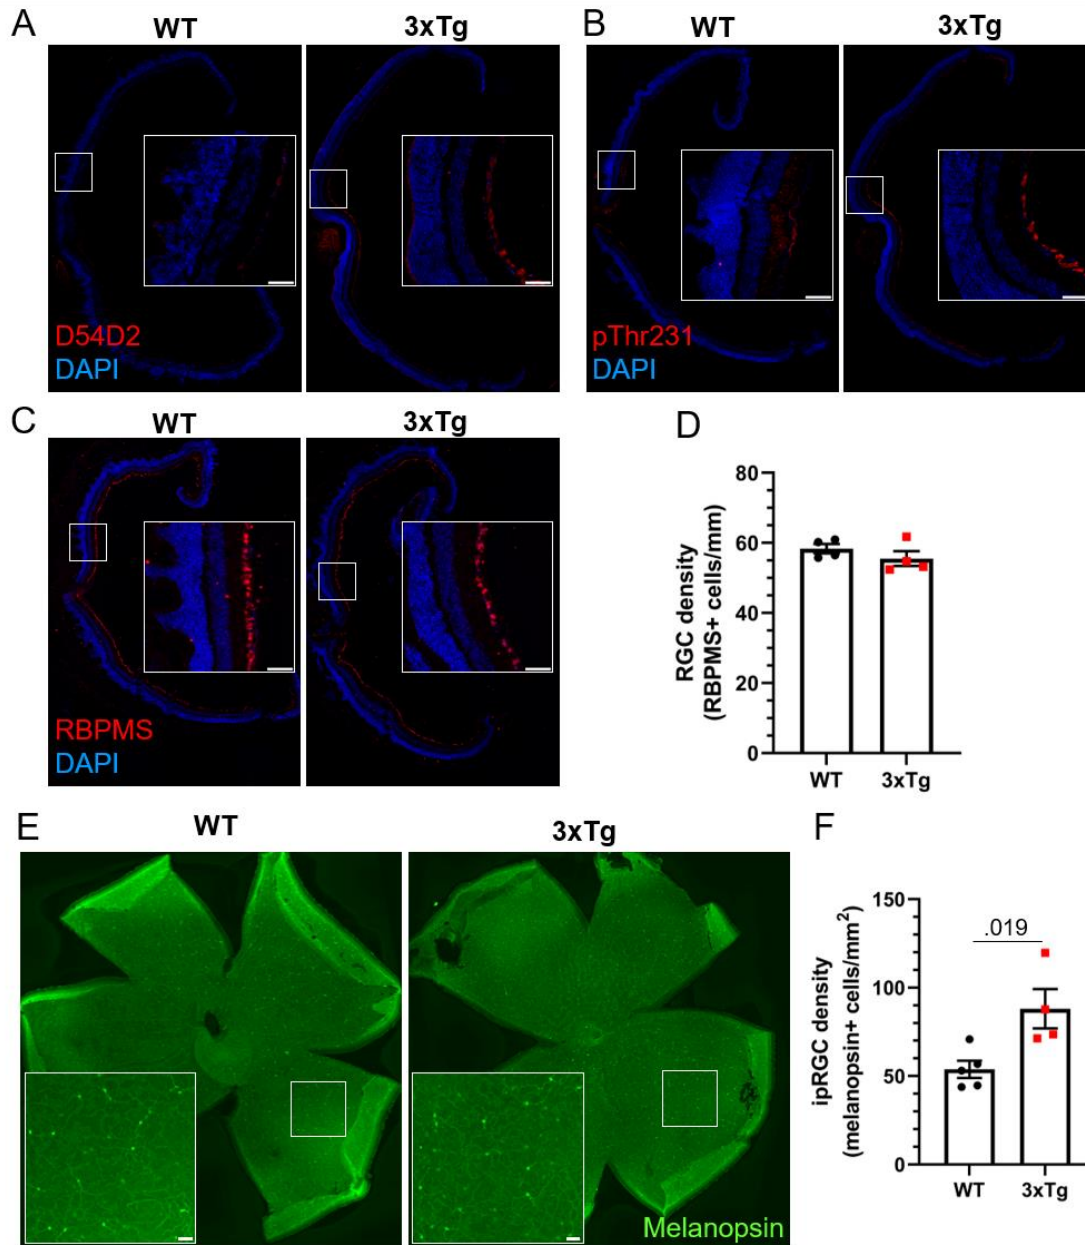 A
WT
3xTg
D54D2
DAPI
B
WT
3xTg
pThr231
DAPI
C
WT
3xTg
RBPMS
DAPI
D
RGC density
(RBPMS+ cells/mm)
80
60
40
20
0
WT
3xTg
E
WT
3xTg
Melanopsin
F
ipRGC density
(melanopsin+ cells/mm²)
150
100
50
0
.019
WT
3xTg